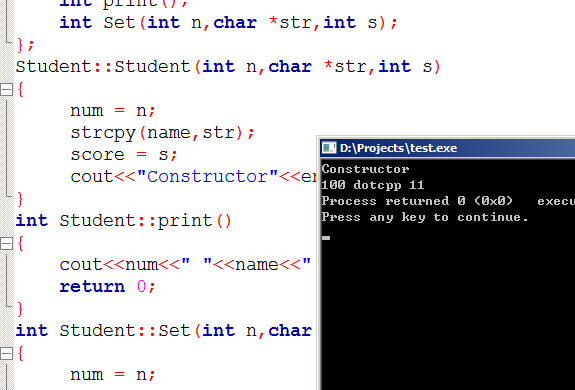 int print();
int Set(int n,char *str,int s);
};
Student::Student(int n,char *str,int s)
{
num = n;
strcpy(name,str);
score = s;
cout<<"Constructor"<<en
}
int Student::print()
{
cout<<num<<" "<<name<<"
return 0;
}
int Student::Set(int n,char
{
num = n;
D:\Projects\test.exe
Constructor
100 dotcpp 11
Process returned 0 (0x0) execu
Press any key to continue.